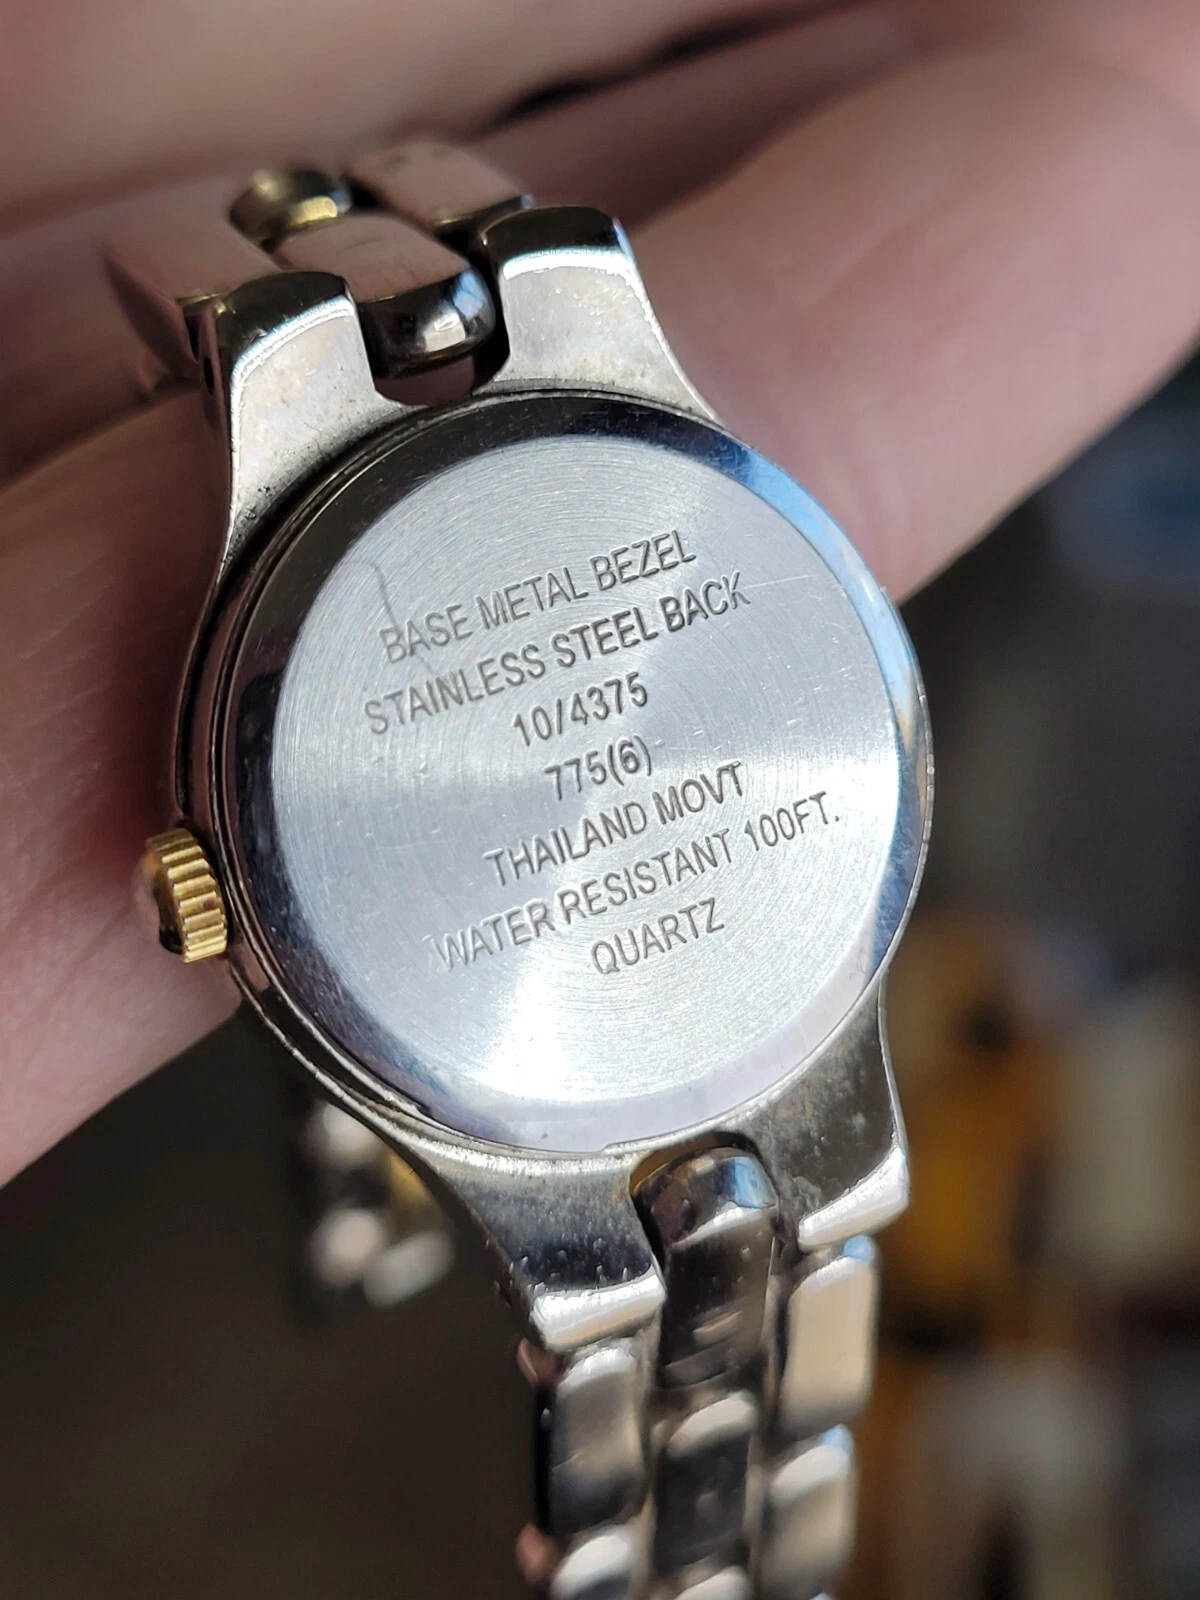 BASE METAL BEZEL
STAINLESS STEEL BACK
10/4375
775(6)
THAILAND MOVT
WATER RESISTANT 100FT.
QUARTZ